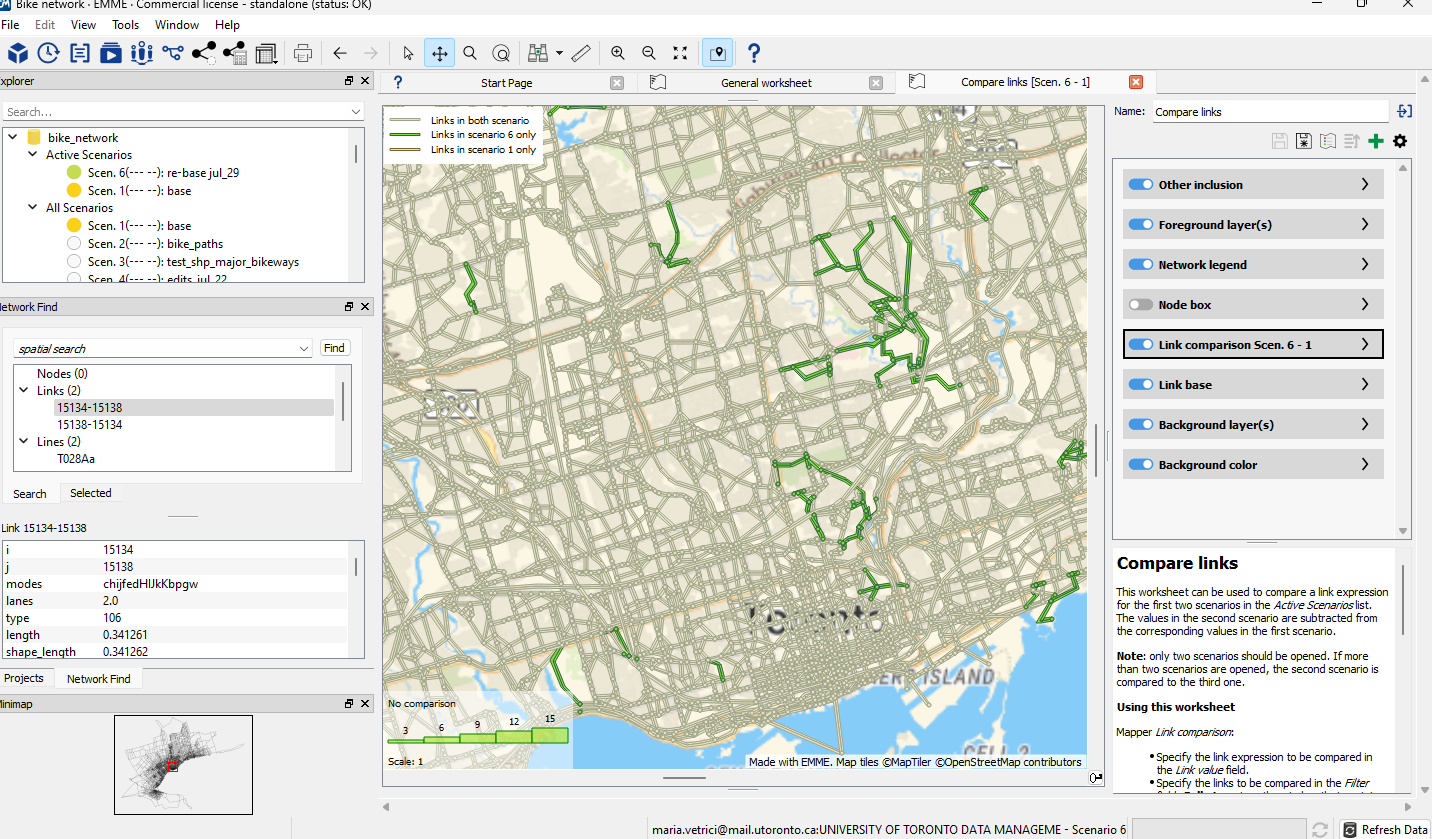 Bike network - EMME - Commercial license - standalone (status: OK)
File Edit View Tools Window Help
xplorer
Start Page
General worksheet
Compare links [Scen. 6 - 1]
Name: Compare links
Search...
bike_network
Active Scenarios
Scen. 6(--- --): re-base jul_29
Scen. 1(--- --): base
All Scenarios
Scen. 1(--- --): base
Scen. 2(--- --): bike_paths
Scen. 3(--- --): test_shp_major_bikeways
Scen. 4(--- --): edits_jul_22
etwork Find
spatial search
Find
Nodes (0)
Links (2)
15134-15138
15138-15134
Lines (2)
T028Aa
Search Selected
Link 15134-15138
i 15134
j 15138
modes chijfedHIJkKbpgw
lanes 2.0
type 106
length 0.341261
shape_length 0.341262
Projects Network Find
Minimap
Links in both scenario
Links in scenario 6 only
Links in scenario 1 only
Toronto
ISLAND
No comparison
3 6 9 12 15
Scale: 1
Made with EMME. Map tiles ©MapTiler ©OpenStreetMap contributors
Other inclusion
Foreground layer(s)
Network legend
Node box
Link comparison Scen. 6 - 1
Link base
Background layer(s)
Background color
Compare links
This worksheet can be used to compare a link expression
for the first two scenarios in the Active Scenarios list.
The values in the second scenario are subtracted from
the corresponding values in the first scenario.
Note: only two scenarios should be opened. If more
than two scenarios are opened, the second scenario is
compared to the third one.
Using this worksheet
Mapper Link comparison:
• Specify the link expression to be compared in
the Link value field.
• Specify the links to be compared in the Filter
maria.vetrici@mail.utoronto.ca:UNIVERSITY OF TORONTO DATA MANAGEME - Scenario 6
Refresh Data